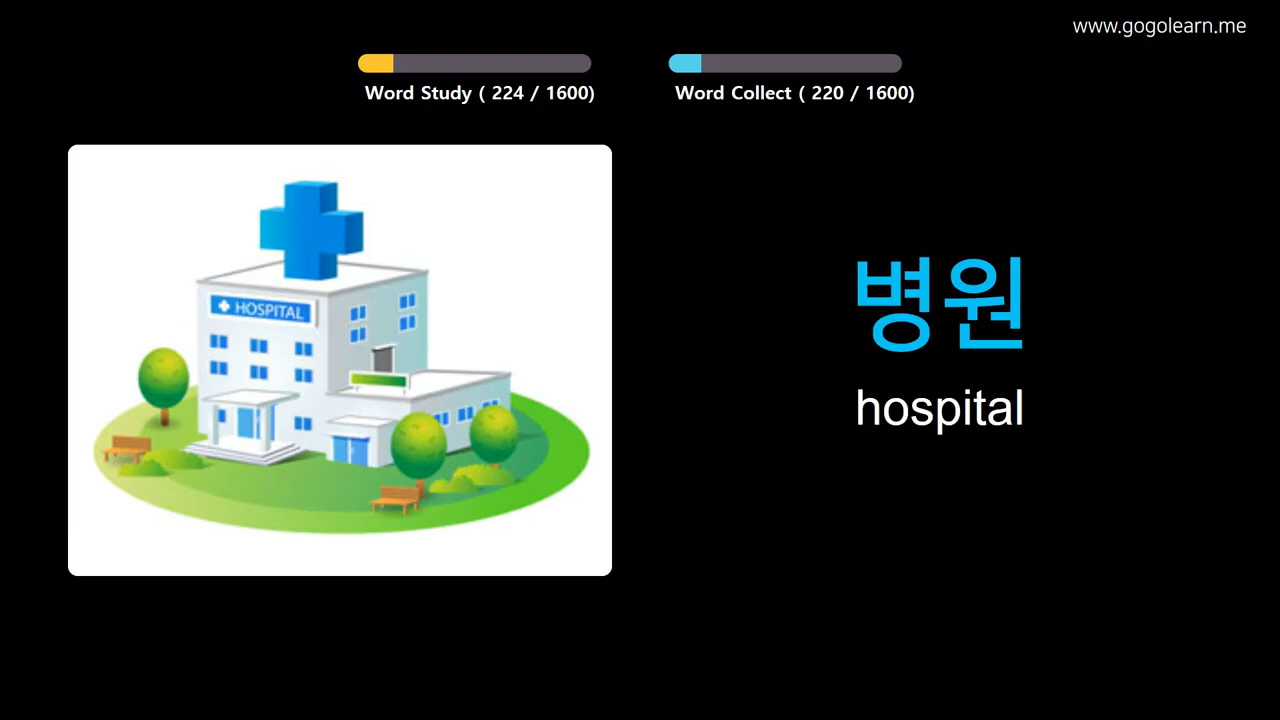 www.gogolearn.me
Word Study ( 224 / 1600)
Word Collect ( 220 / 1600)
HOSPITAL
병원
hospital